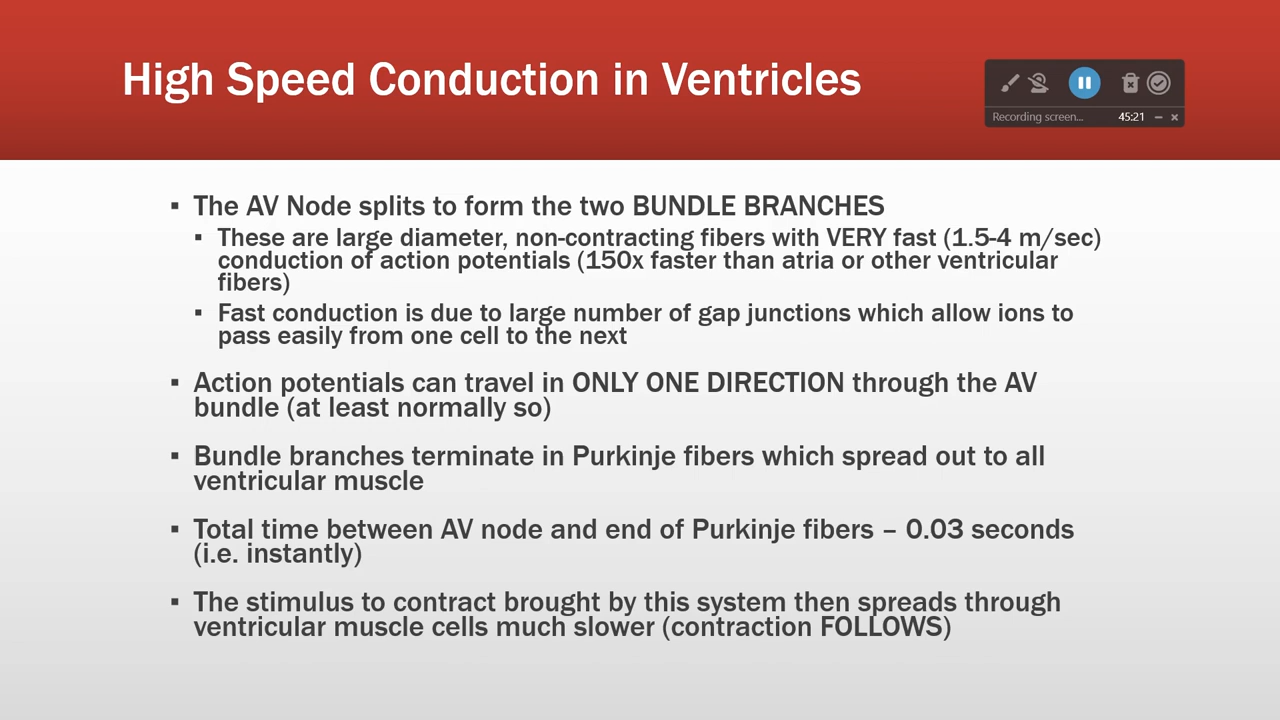 High Speed Conduction in Ventricles
Recording screen... 45:21
▪ The AV Node splits to form the two BUNDLE BRANCHES
▪ These are large diameter, non-contracting fibers with VERY fast (1.5-4 m/sec)
conduction of action potentials (150x faster than atria or other ventricular
fibers)
▪ Fast conduction is due to large number of gap junctions which allow ions to
pass easily from one cell to the next
▪ Action potentials can travel in ONLY ONE DIRECTION through the AV
bundle (at least normally so)
▪ Bundle branches terminate in Purkinje fibers which spread out to all
ventricular muscle
▪ Total time between AV node and end of Purkinje fibers – 0.03 seconds
(i.e. instantly)
▪ The stimulus to contract brought by this system then spreads through
ventricular muscle cells much slower (contraction FOLLOWS)